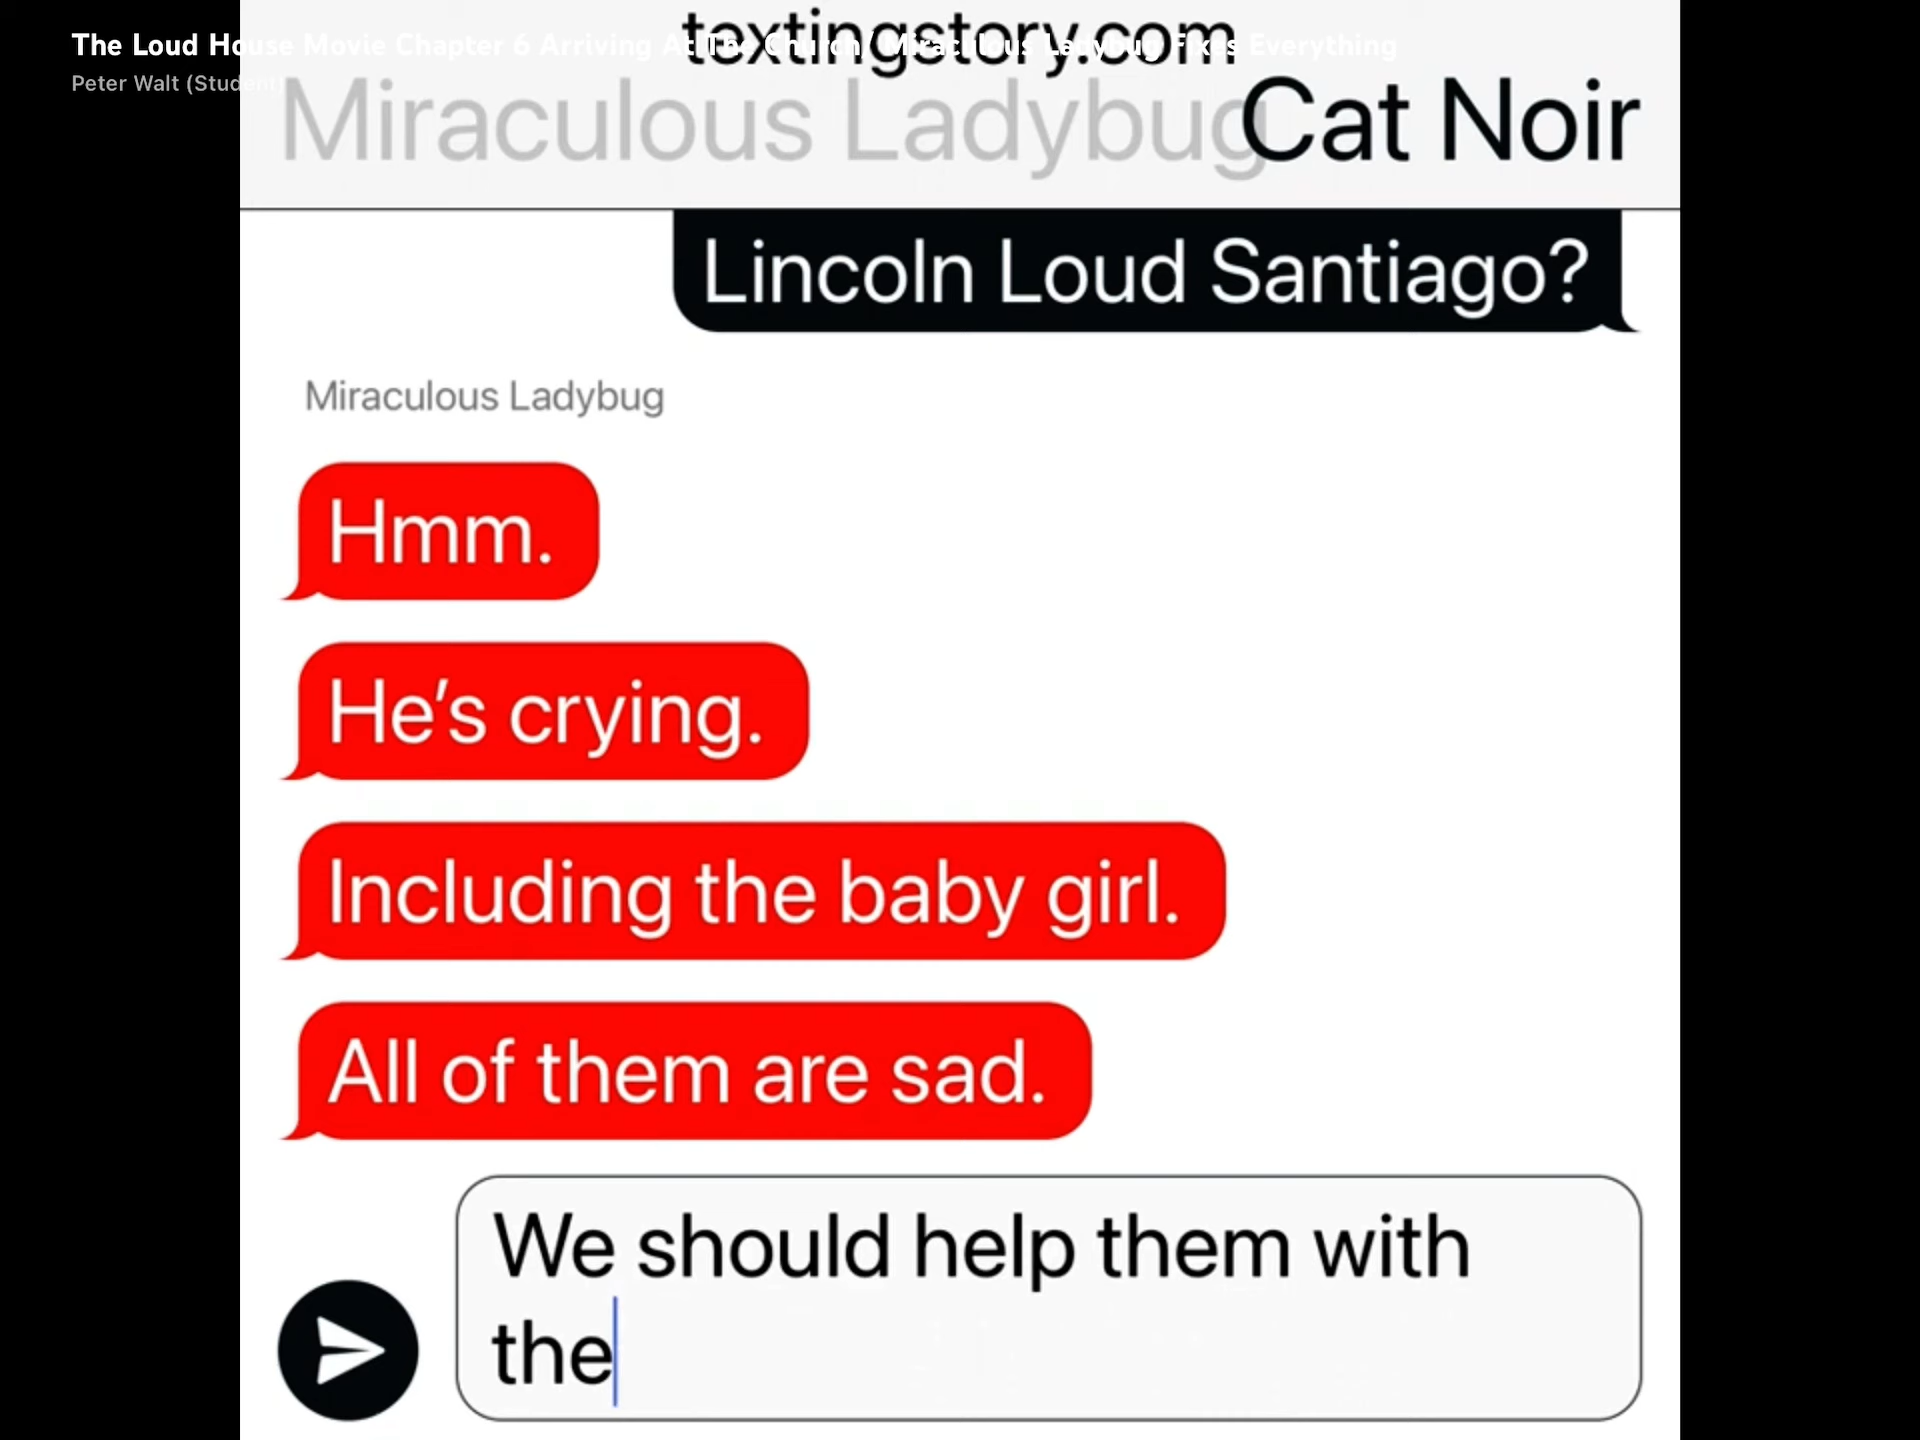 textingstory.com
The Loud House Movie Chapter 6 Arriving At The Church/ Miraculous Ladybug Fixes Everything
Peter Walt (Student)
Miraculous Ladybug Cat Noir
Lincoln Loud Santiago?
Miraculous Ladybug
Hmm.
He’s crying.
Including the baby girl.
All of them are sad.
We should help them with
the